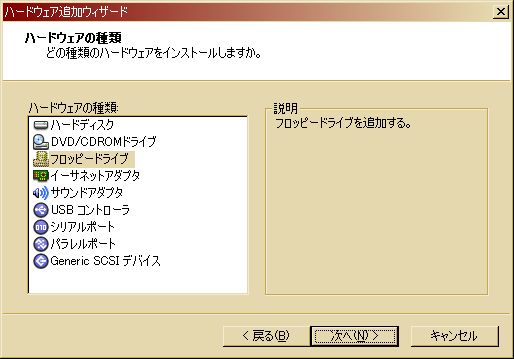 ハードウェア追加ウィザード
ハードウェアの種類
どの種類のハードウェアをインストールしますか。
ハードウェアの種類:
ハードディスク
DVD/CDROMドライブ
フロッピードライブ
イーサネットアダプタ
サウンドアダプタ
USB コントローラ
シリアルポート
パラレルポート
Generic SCSI デバイス
説明
フロッピードライブを追加する。
< 戻る(B)
次へ(N) >
キャンセル